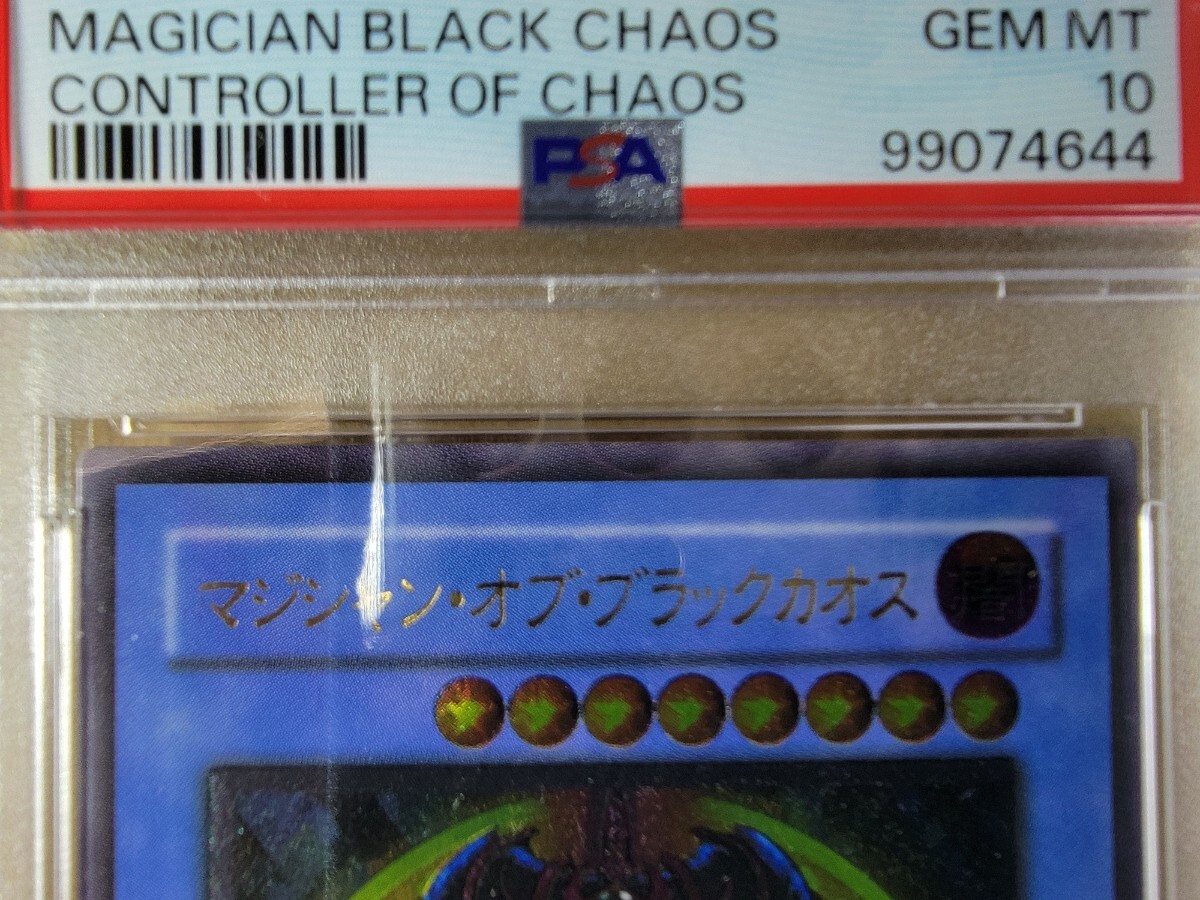 MAGICIAN BLACK CHAOS GEM MT
CONTROLLER OF CHAOS 10
PSA 99074644
マジシャン・オブ・ブラックカオス 闇